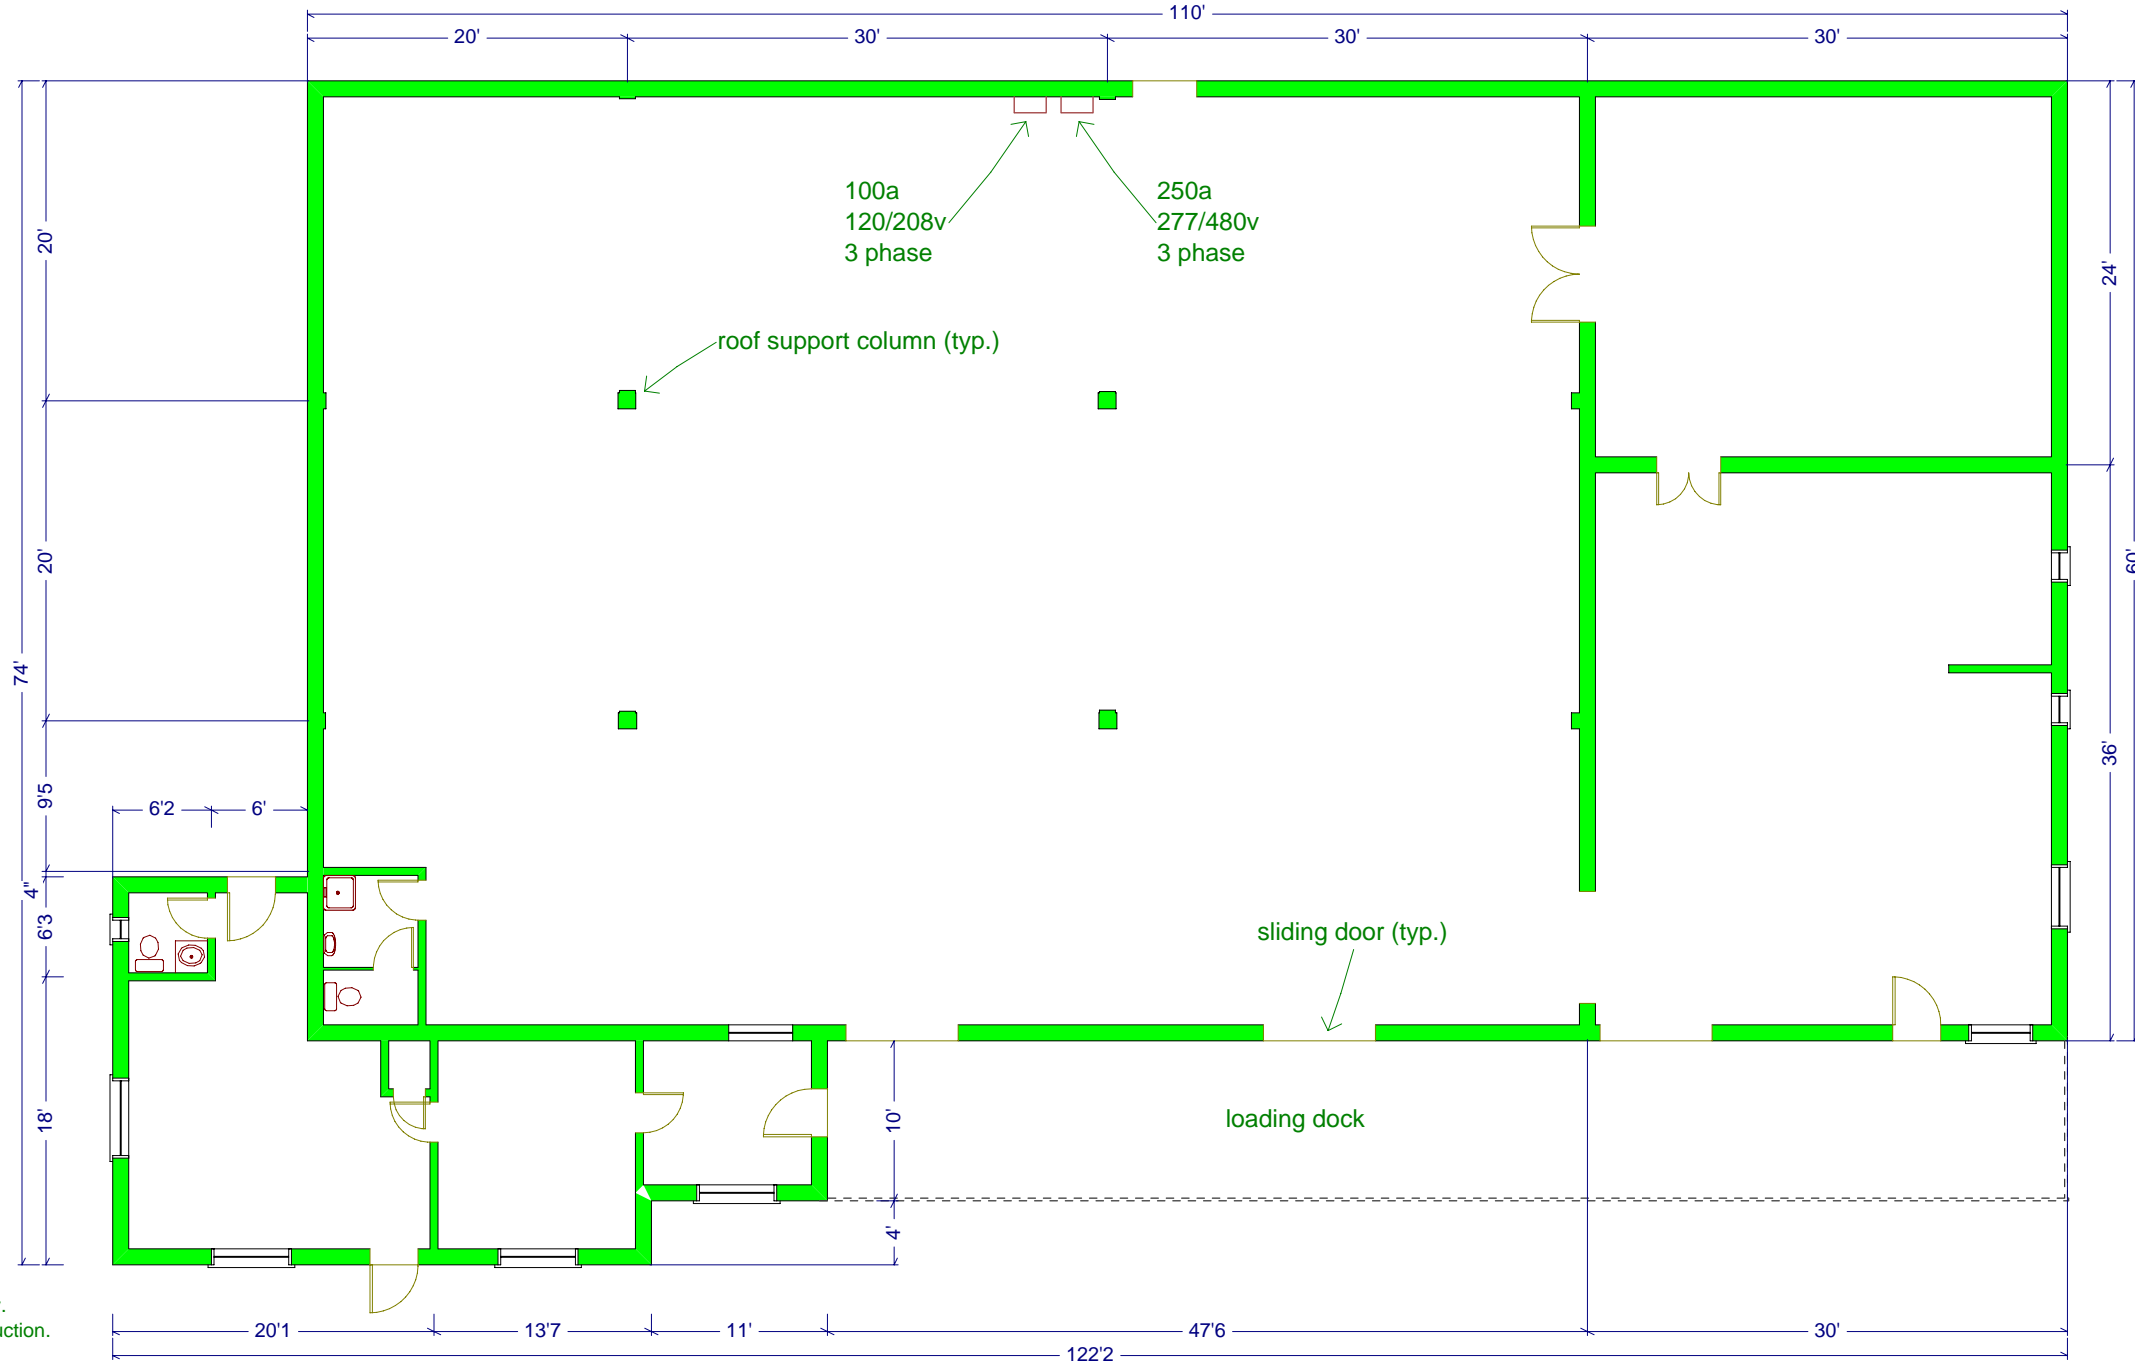 110'
20' 30' 30' 30'
100a
120/208v
3 phase
250a
277/480v
3 phase
20'
24'
roof support column (typ.)
20'
60'
74'
36'
9'5
6'2 6'
4"
6'3
sliding door (typ.)
18'
10'
loading dock
4'
uction.
20'1 13'7 11' 47'6 30'
122'2